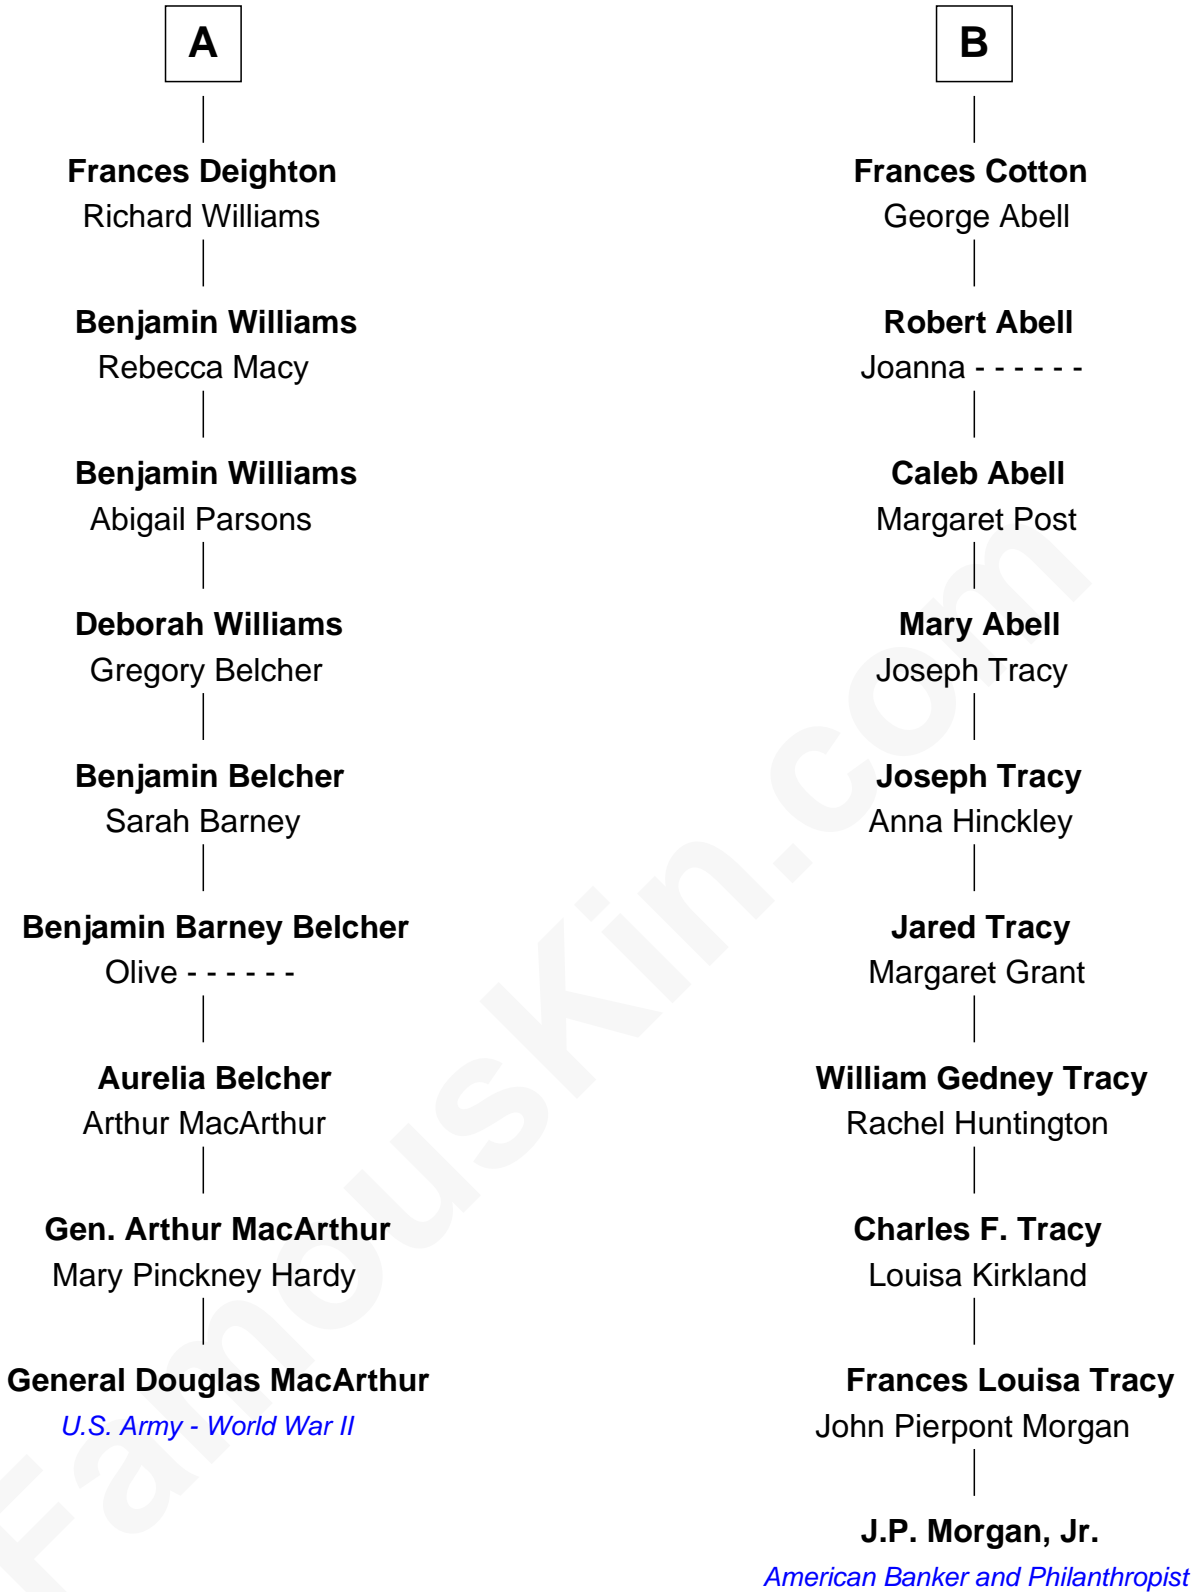 A
Frances Deighton
Richard Williams
Benjamin Williams
Rebecca Macy
Benjamin Williams
Abigail Parsons
Deborah Williams
Gregory Belcher
Benjamin Belcher
Sarah Barney
Benjamin Barney Belcher
Olive - - - - - -
Aurelia Belcher
Arthur MacArthur
Gen. Arthur MacArthur
Mary Pinckney Hardy
General Douglas MacArthur
U.S. Army - World War II
B
Frances Cotton
George Abell
Robert Abell
Joanna - - - - - -
Caleb Abell
Margaret Post
Mary Abell
Joseph Tracy
Joseph Tracy
Anna Hinckley
Jared Tracy
Margaret Grant
William Gedney Tracy
Rachel Huntington
Charles F. Tracy
Louisa Kirkland
Frances Louisa Tracy
John Pierpont Morgan
J.P. Morgan, Jr.
American Banker and Philanthropist
FamousKin.com